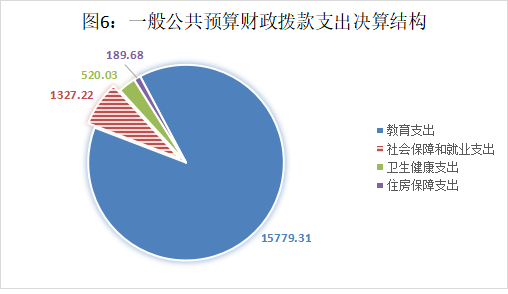 图6：一般公共预算财政拨款支出决算结构
189.68
520.03
1327.22
15779.31
教育支出
社会保障和就业支出
卫生健康支出
住房保障支出